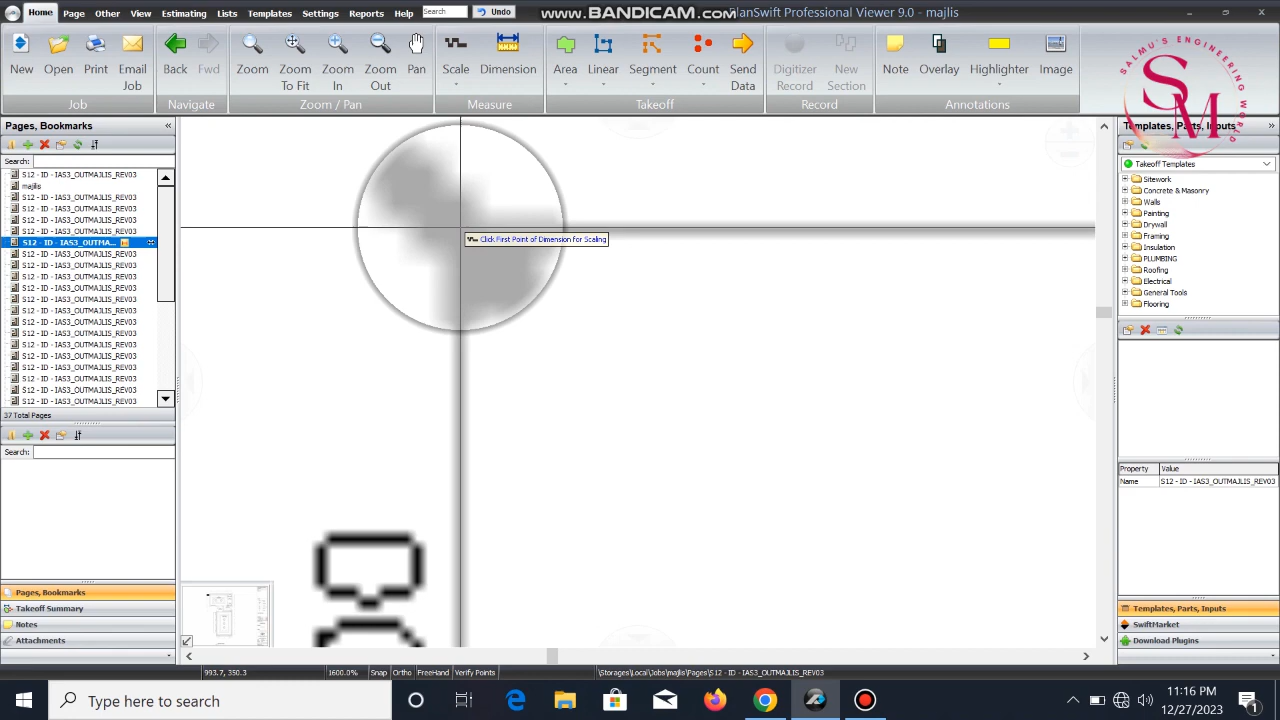 Home Page Other View Estimating Lists Templates Settings Reports Help Search Undo
WWW.BANDICAM.COM
lanSwift Professional Viewer 9.0 - majlis
New Open Print Email Job
Back Fwd
Zoom Zoom To Fit Zoom In Zoom Out Pan
Scale Dimension
Area Linear Segment Count Send Data
Digitizer Record New Section
Note Overlay Highlighter Image
Job Navigate Zoom / Pan Measure Takeoff Record Annotations
SALMU'S ENGINEERING WORLD
SM
Pages, Bookmarks
Search:
S12 - ID - IAS3_OUTMAJLIS_REV03
majlis
S12 - ID - IAS3_OUTMAJLIS_REV03
S12 - ID - IAS3_OUTMAJLIS_REV03
S12 - ID - IAS3_OUTMAJLIS_REV03
S12 - ID - IAS3_OUTMAJLIS_REV03
S12 - ID - IAS3_OUTMA...
S12 - ID - IAS3_OUTMAJLIS_REV03
S12 - ID - IAS3_OUTMAJLIS_REV03
S12 - ID - IAS3_OUTMAJLIS_REV03
S12 - ID - IAS3_OUTMAJLIS_REV03
S12 - ID - IAS3_OUTMAJLIS_REV03
S12 - ID - IAS3_OUTMAJLIS_REV03
S12 - ID - IAS3_OUTMAJLIS_REV03
S12 - ID - IAS3_OUTMAJLIS_REV03
S12 - ID - IAS3_OUTMAJLIS_REV03
S12 - ID - IAS3_OUTMAJLIS_REV03
S12 - ID - IAS3_OUTMAJLIS_REV03
S12 - ID - IAS3_OUTMAJLIS_REV03
S12 - ID - IAS3_OUTMAJLIS_REV03
S12 - ID - IAS3_OUTMAJLIS_REV03
37 Total Pages
Search:
Pages, Bookmarks
Takeoff Summary
Notes
Attachments
Click First Point of Dimension for Scaling
Templates, Parts, Inputs
Takeoff Templates
Sitework
Concrete & Masonry
Walls
Painting
Drywall
Insulation
PLUMBING
Roofing
Electrical
General Tools
Flooring
Property Value
Name S12 - ID - IAS3_OUTMAJLIS_REV03
Templates, Parts, Inputs
SwiftMarket
Download Plugins
993.7, 350.3 1600.0% Snap Ortho FreeHand Verify Points \Storages\Local\Jobs\majlis\Pages\S12 - ID - IAS3_OUTMAJLIS_REV03
Type here to search
11:16 PM
12/27/2023
1